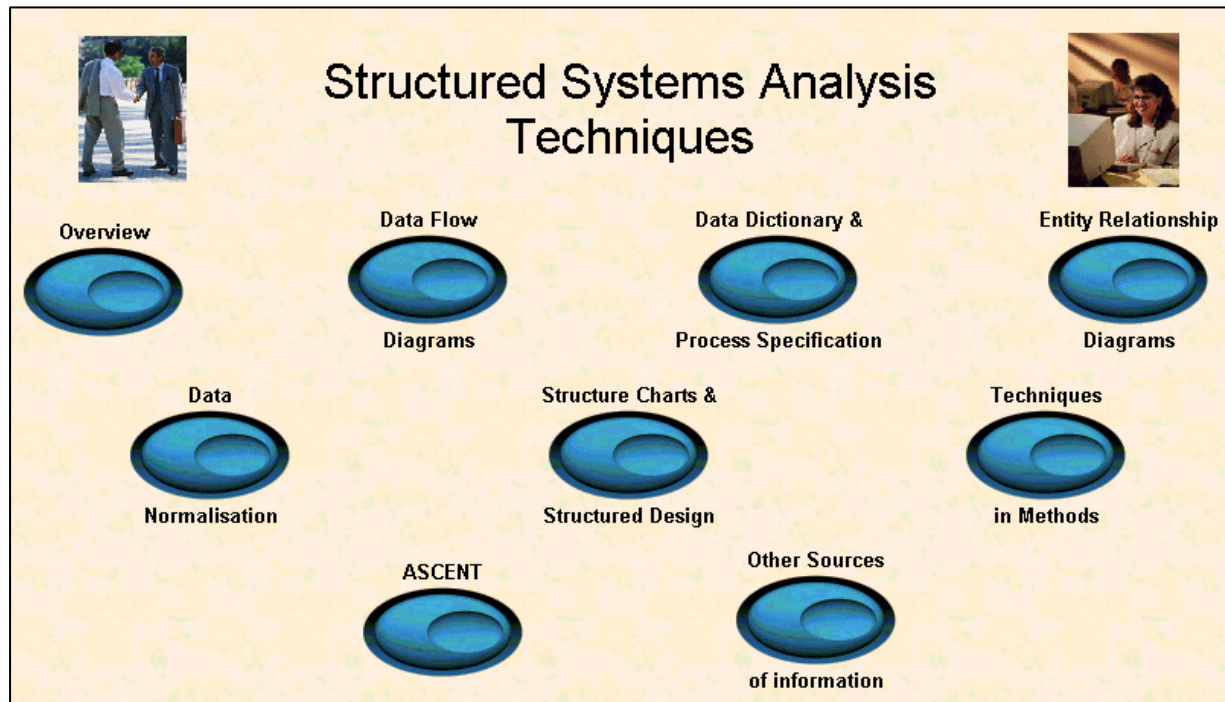 Structured Systems Analysis
Techniques
Overview
Data Flow
Diagrams
Data Dictionary &
Process Specification
Entity Relationship
Diagrams
Data
Normalisation
Structure Charts &
Structured Design
Techniques
in Methods
ASCENT
Other Sources
of information